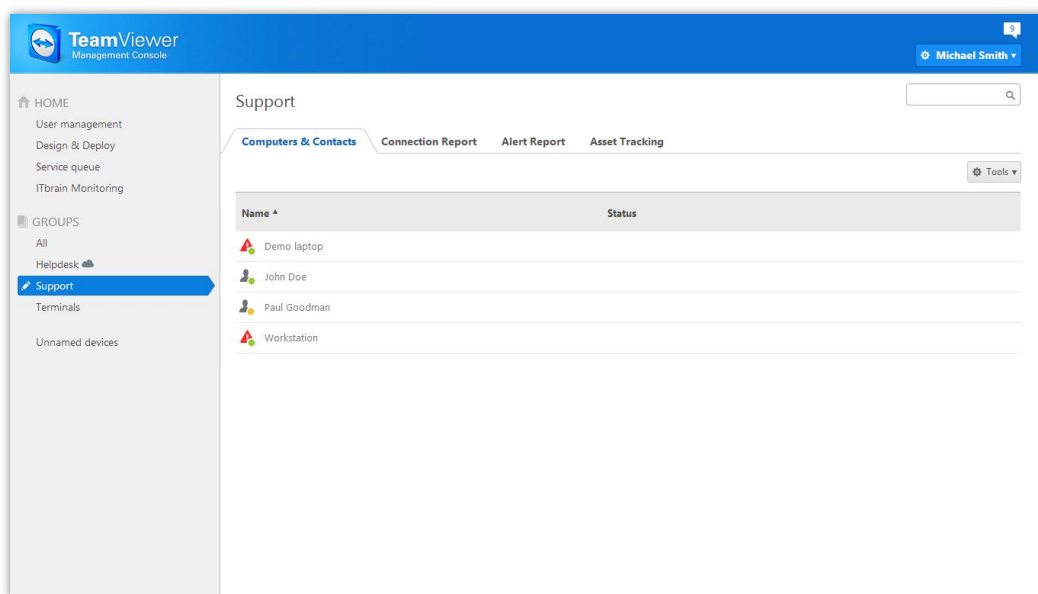 9
TeamViewer
Management Console
Michael Smith
HOME
User management
Design & Deploy
Service queue
ITbrain Monitoring
GROUPS
All
Helpdesk
Support
Terminals
Unnamed devices
Support
Computers & Contacts Connection Report Alert Report Asset Tracking
Tools
Name Status
Demo laptop
John Doe
Paul Goodman
Workstation